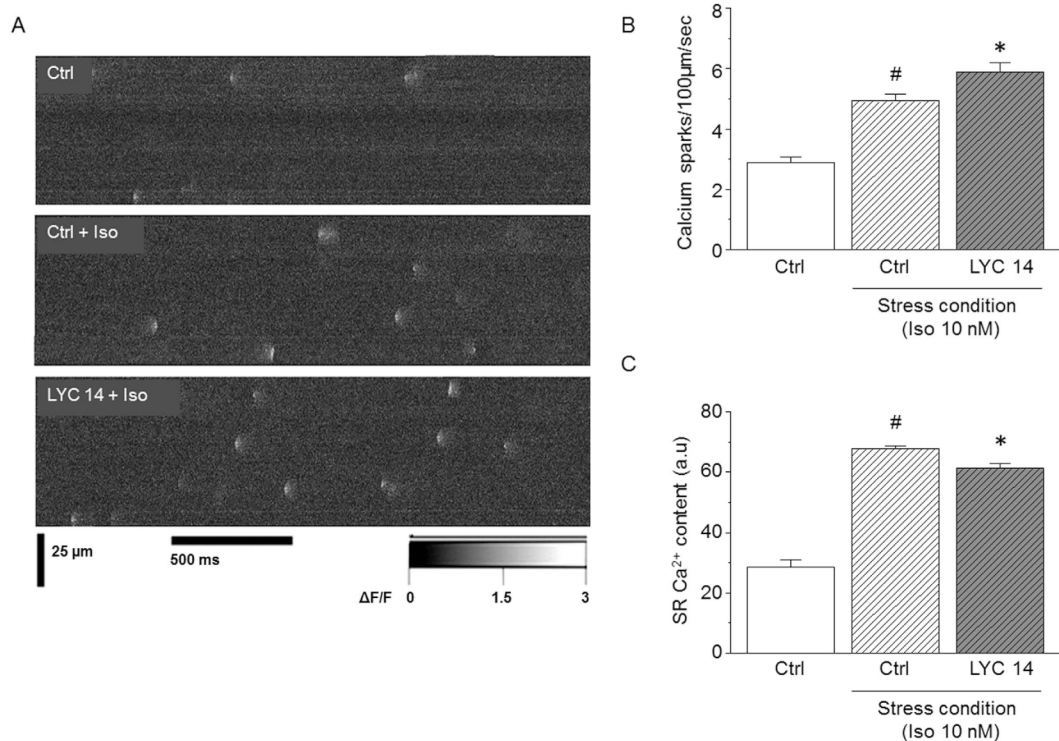 A
Ctrl
Ctrl + Iso
LYC 14 + Iso
25 µm
500 ms
ΔF/F
0
1.5
3
B
Calcium sparks/100µm/sec
8
6
4
2
0
#
*
Ctrl
Ctrl
LYC 14
Stress condition
(Iso 10 nM)
C
SR Ca²⁺ content (a.u)
80
60
40
20
0
#
*
Ctrl
Ctrl
LYC 14
Stress condition
(Iso 10 nM)